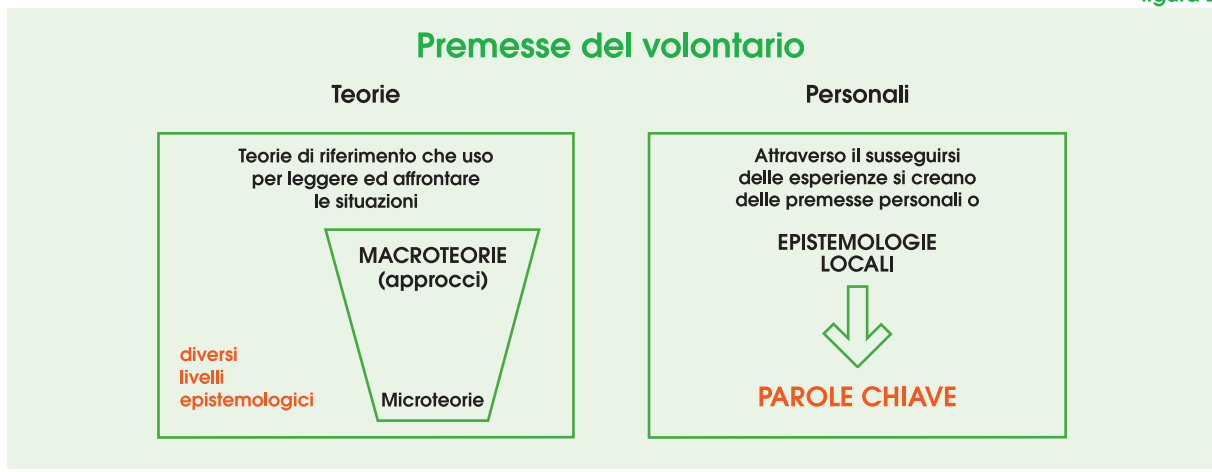 figura
Premesse del volontario
Teorie
Teorie di riferimento che uso
per leggere ed affrontare
le situazioni
MACROTEORIE
(approcci)
diversi
livelli
epistemologici
Microteorie
Personali
Attraverso il susseguirsi
delle esperienze si creano
delle premesse personali o
EPISTEMOLOGIE
LOCALI
PAROLE CHIAVE